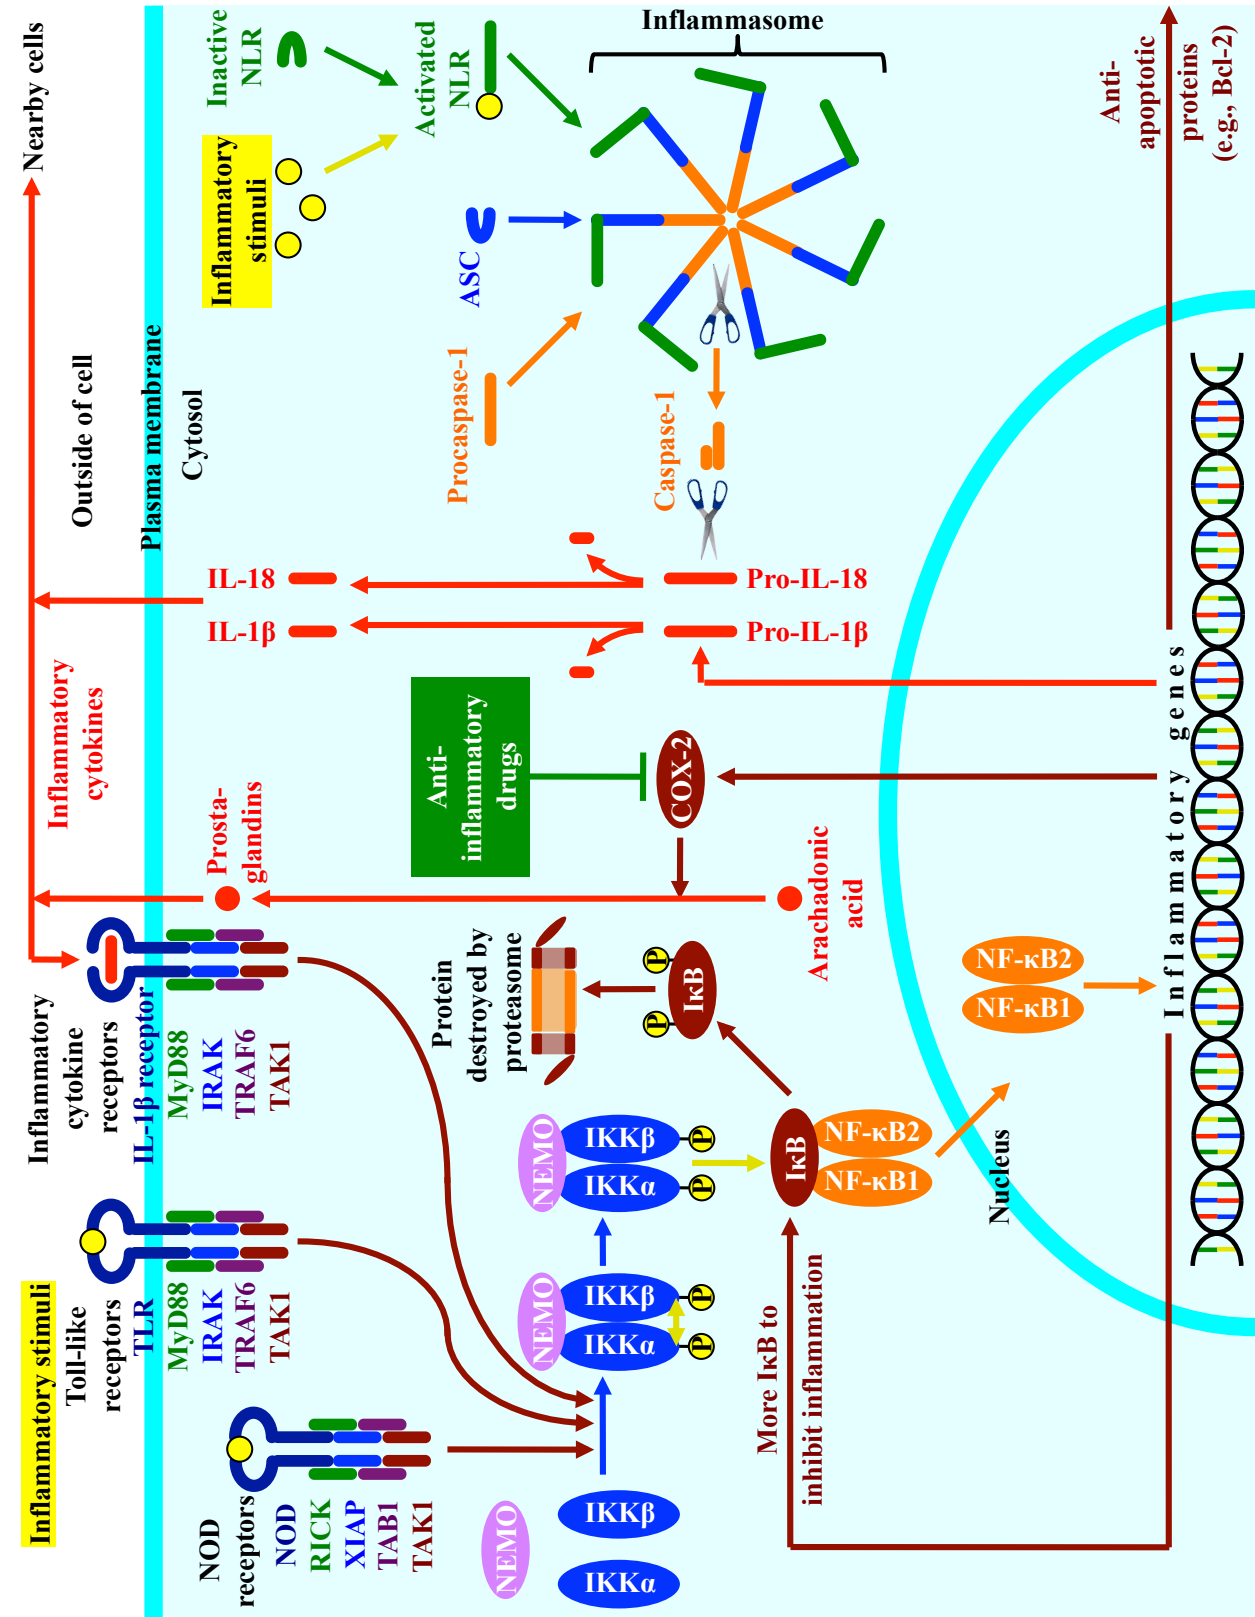 Inflammatory stimuli
Toll-like
receptors
TLR
MyD88
IRAK
TRAF6
TAK1
Inflammatory
cytokine
receptors
IL-1β receptor
MyD88
IRAK
TRAF6
TAK1
NOD
receptors
NOD
RICK
XIAP
TAB1
TAK1
Inflammatory
cytokines
Nearby cells
Outside of cell
Plasma membrane
Cytosol
Prosta-
glandins
IL-1β
IL-18
Inflammatory
stimuli
Inactive
NLR
Activated
NLR
ASC
Procaspase-1
Inflammasome
Caspase-1
Pro-IL-18
Pro-IL-1β
Anti-
inflammatory
drugs
COX-2
Arachadonic
acid
Protein
destroyed by
proteasome
P
P
IκB
NEMO
IKKα
IKKβ
NEMO
IKKα
IKKβ
P
P
NEMO
IKKα
IKKβ
P
P
IκB
NF-κB1
NF-κB2
More IκB to
inhibit inflammation
Nucleus
NF-κB1
NF-κB2
Inflammatory genes
Anti-
apoptotic
proteins
(e.g., Bcl-2)